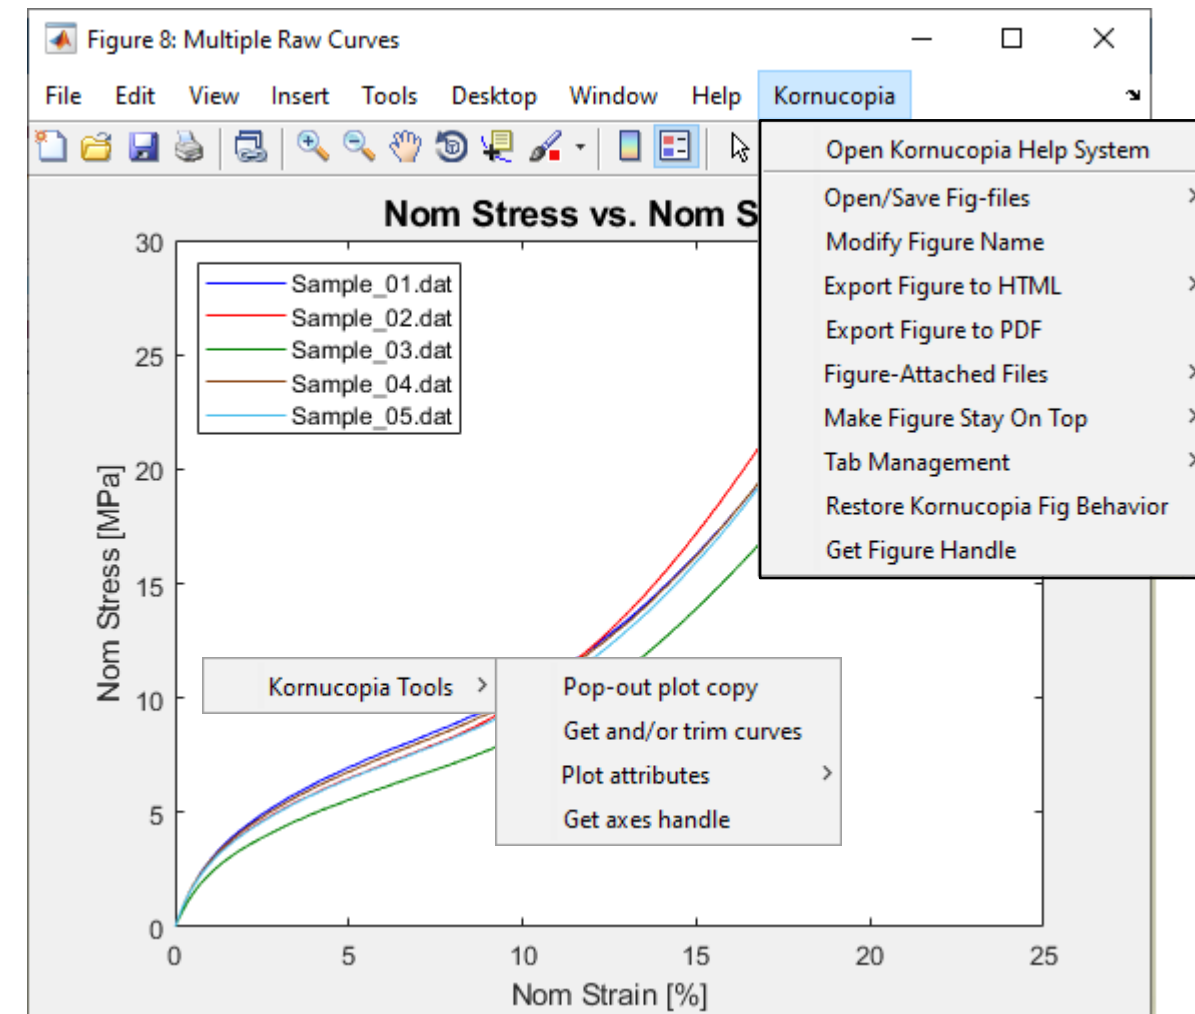 Figure 8: Multiple Raw Curves
File Edit View Insert Tools Desktop Window Help Kornucopia
Open Kornucopia Help System
Open/Save Fig-files
Modify Figure Name
Export Figure to HTML
Export Figure to PDF
Figure-Attached Files
Make Figure Stay On Top
Tab Management
Restore Kornucopia Fig Behavior
Get Figure Handle
Nom Stress vs. Nom S
30
25
20
15
10
5
0
Nom Stress [MPa]
Sample_01.dat
Sample_02.dat
Sample_03.dat
Sample_04.dat
Sample_05.dat
Kornucopia Tools
Pop-out plot copy
Get and/or trim curves
Plot attributes
Get axes handle
0 5 10 15 20 25
Nom Strain [%]